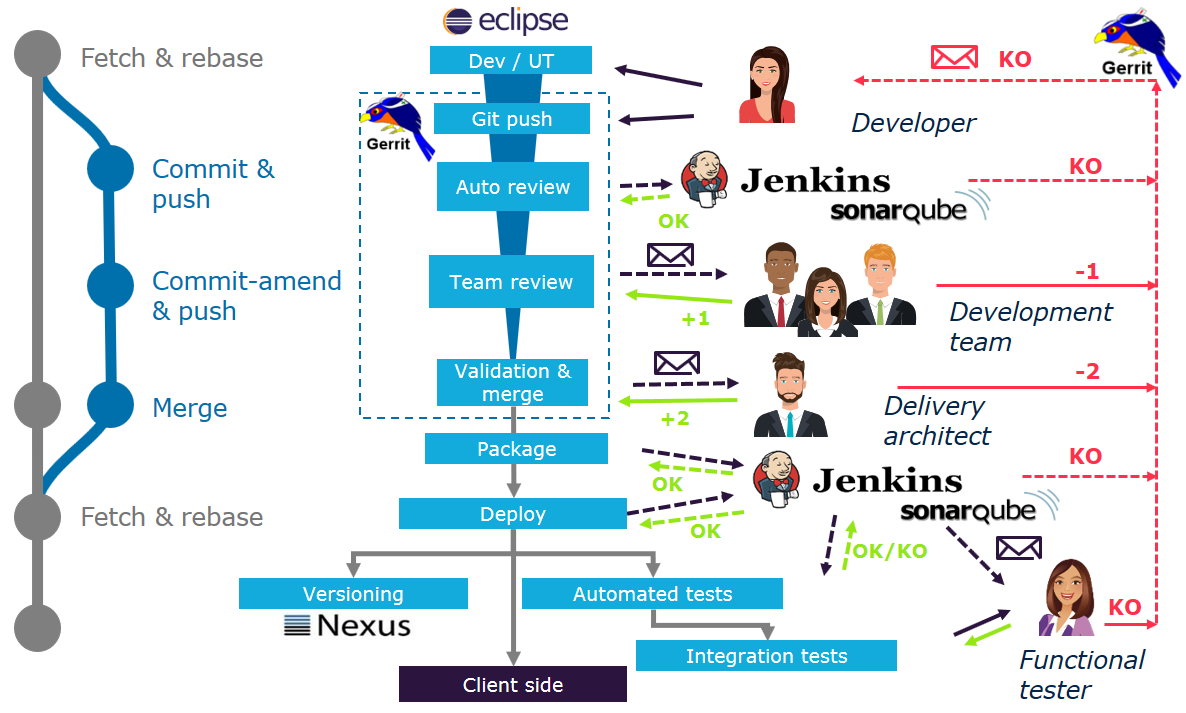 eclipse
Fetch & rebase
Dev / UT
KO
Gerrit
Git push
Gerrit
Developer
Commit &
push
Auto review
OK
Jenkins
sonarqube
KO
Commit-amend
& push
Team review
+1
-1
Development
team
Merge
Validation &
merge
+2
-2
Delivery
architect
Package
OK
Jenkins
sonarqube
KO
Fetch & rebase
Deploy
OK
OK/KO
Versioning
Nexus
Automated tests
KO
Integration tests
Functional
tester
Client side